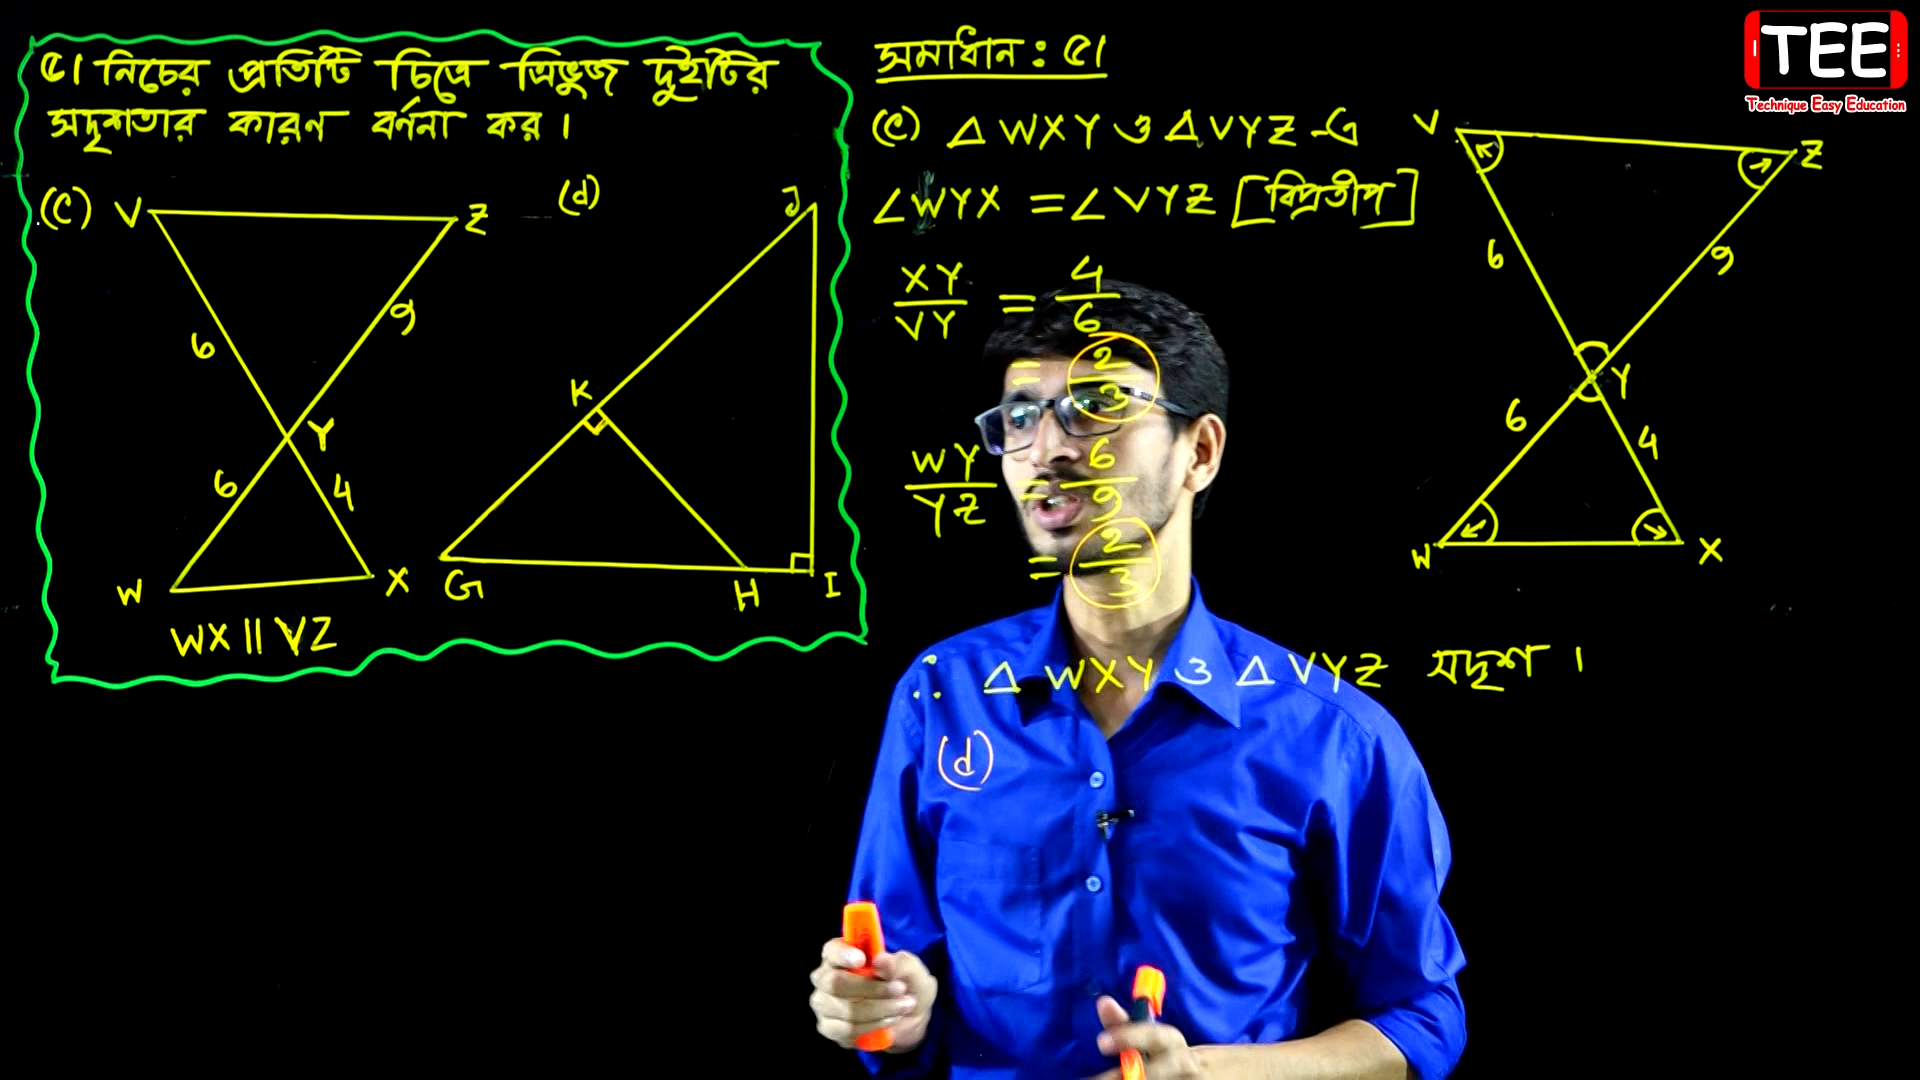 ৫। নিচের প্রতিটি চিত্রে ত্রিভুজ দুইটির
সদৃশতার কারন বর্ননা কর।
(c)
V
Z
6
9
Y
6
4
W
X
WX || VZ
(d)
J
K
G
H
I
সমাধান : ৫।
(c) Δ WXY ও Δ VYZ -এ
∠WYX = ∠VYZ [বিপ্রতীপ]
XY/VY = 4/6
= 2/3
WY/YZ = 6/9
= 2/3
∴ Δ WXY ও Δ VYZ সদৃশ।
(d)
V
Z
6
9
Y
6
4
W
X
TEE
Technique Easy Education